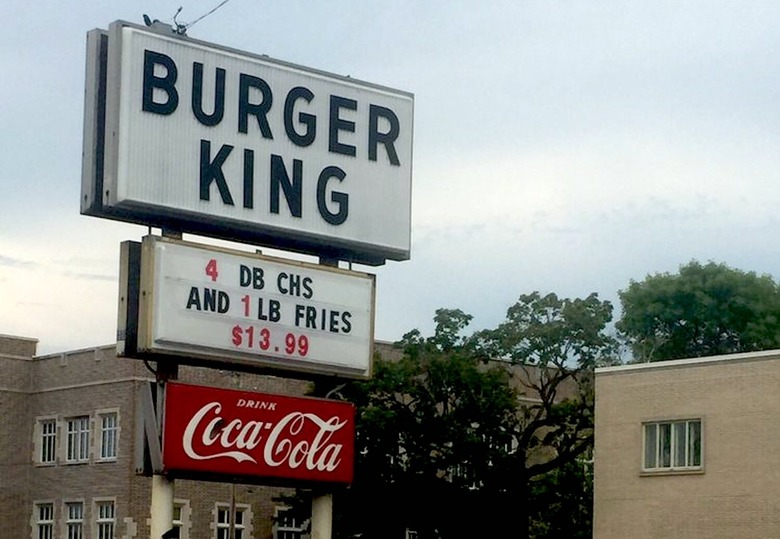 BURGER
KING
4 DB CHS
AND 1 LB FRIES
$13.99
DRINK
Coca-Cola